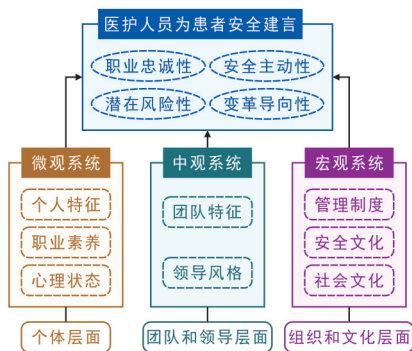 医护人员为患者安全建言
职业忠诚性 安全主动性
潜在风险性 变革导向性
微观系统 中观系统 宏观系统
个人特征 团队特征 管理制度
职业素养 安全文化
心理状态 领导风格 社会文化
个体层面 团队和领导层面 组织和文化层面